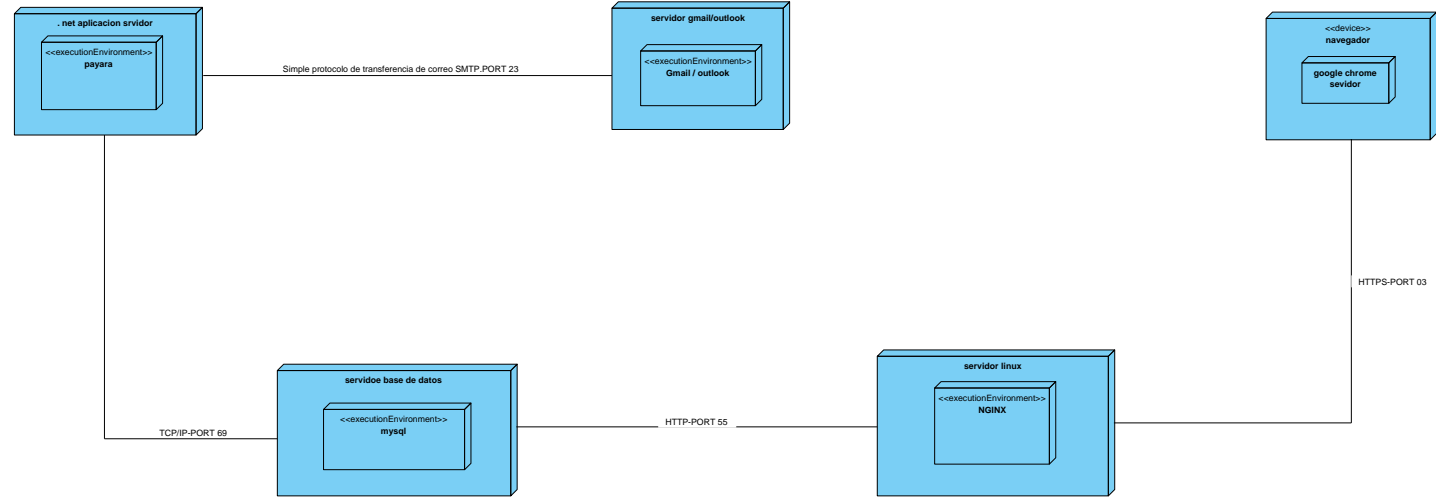 . net aplicacion srvidor
<<executionEnvironment>>
payara
Simple protocolo de transferencia de correo SMTP.PORT 23
servidor gmail/outlook
<<executionEnvironment>>
Gmail / outlook
<<device>>
navegador
google chrome
sevidor
HTTPS-PORT 03
servidoe base de datos
<<executionEnvironment>>
mysql
TCP/IP-PORT 69
HTTP-PORT 55
servidor linux
<<executionEnvironment>>
NGINX